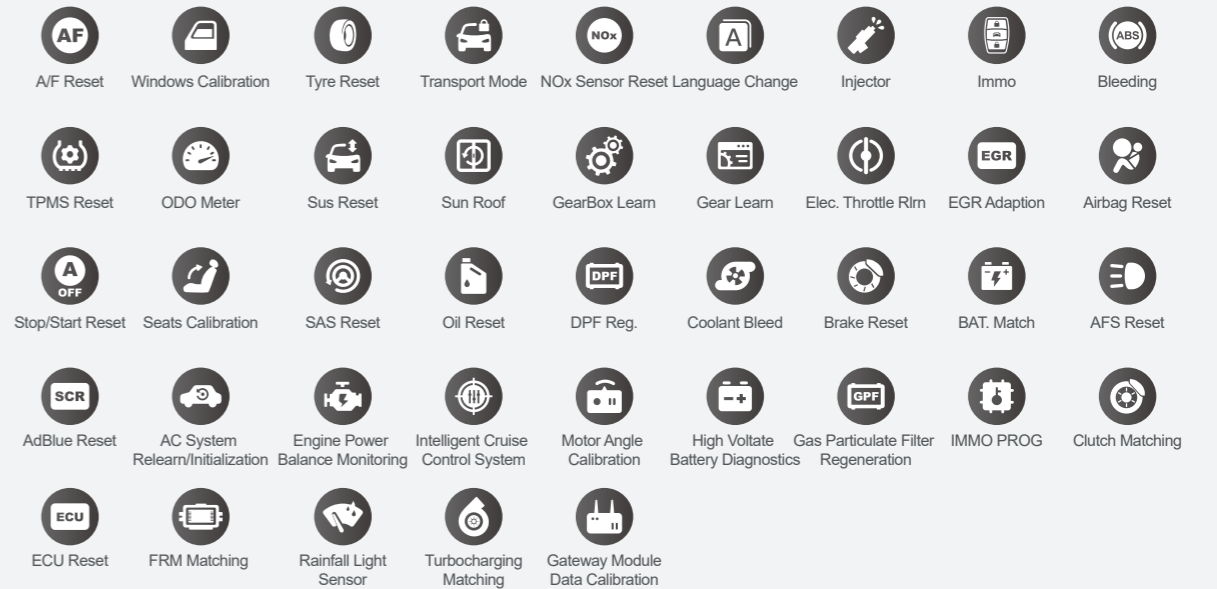 AF
NOx
A
ABS
A/F Reset
Windows Calibration
Tyre Reset
Transport Mode
NOx Sensor Reset
Language Change
Injector
Immo
Bleeding
EGR
TPMS Reset
ODO Meter
Sus Reset
Sun Roof
GearBox Learn
Gear Learn
Elec. Throttle Rlrn
EGR Adaption
Airbag Reset
A
OFF
DPF
Stop/Start Reset
Seats Calibration
SAS Reset
Oil Reset
DPF Reg.
Coolant Bleed
Brake Reset
BAT. Match
AFS Reset
SCR
GPF
AdBlue Reset
AC System
Relearn/Initialization
Engine Power
Balance Monitoring
Intelligent Cruise
Control System
Motor Angle
Calibration
High Voltate
Battery Diagnostics
Gas Particulate Filter
Regeneration
IMMO PROG
Clutch Matching
ECU
ECU Reset
FRM Matching
Rainfall Light
Sensor
Turbocharging
Matching
Gateway Module
Data Calibration